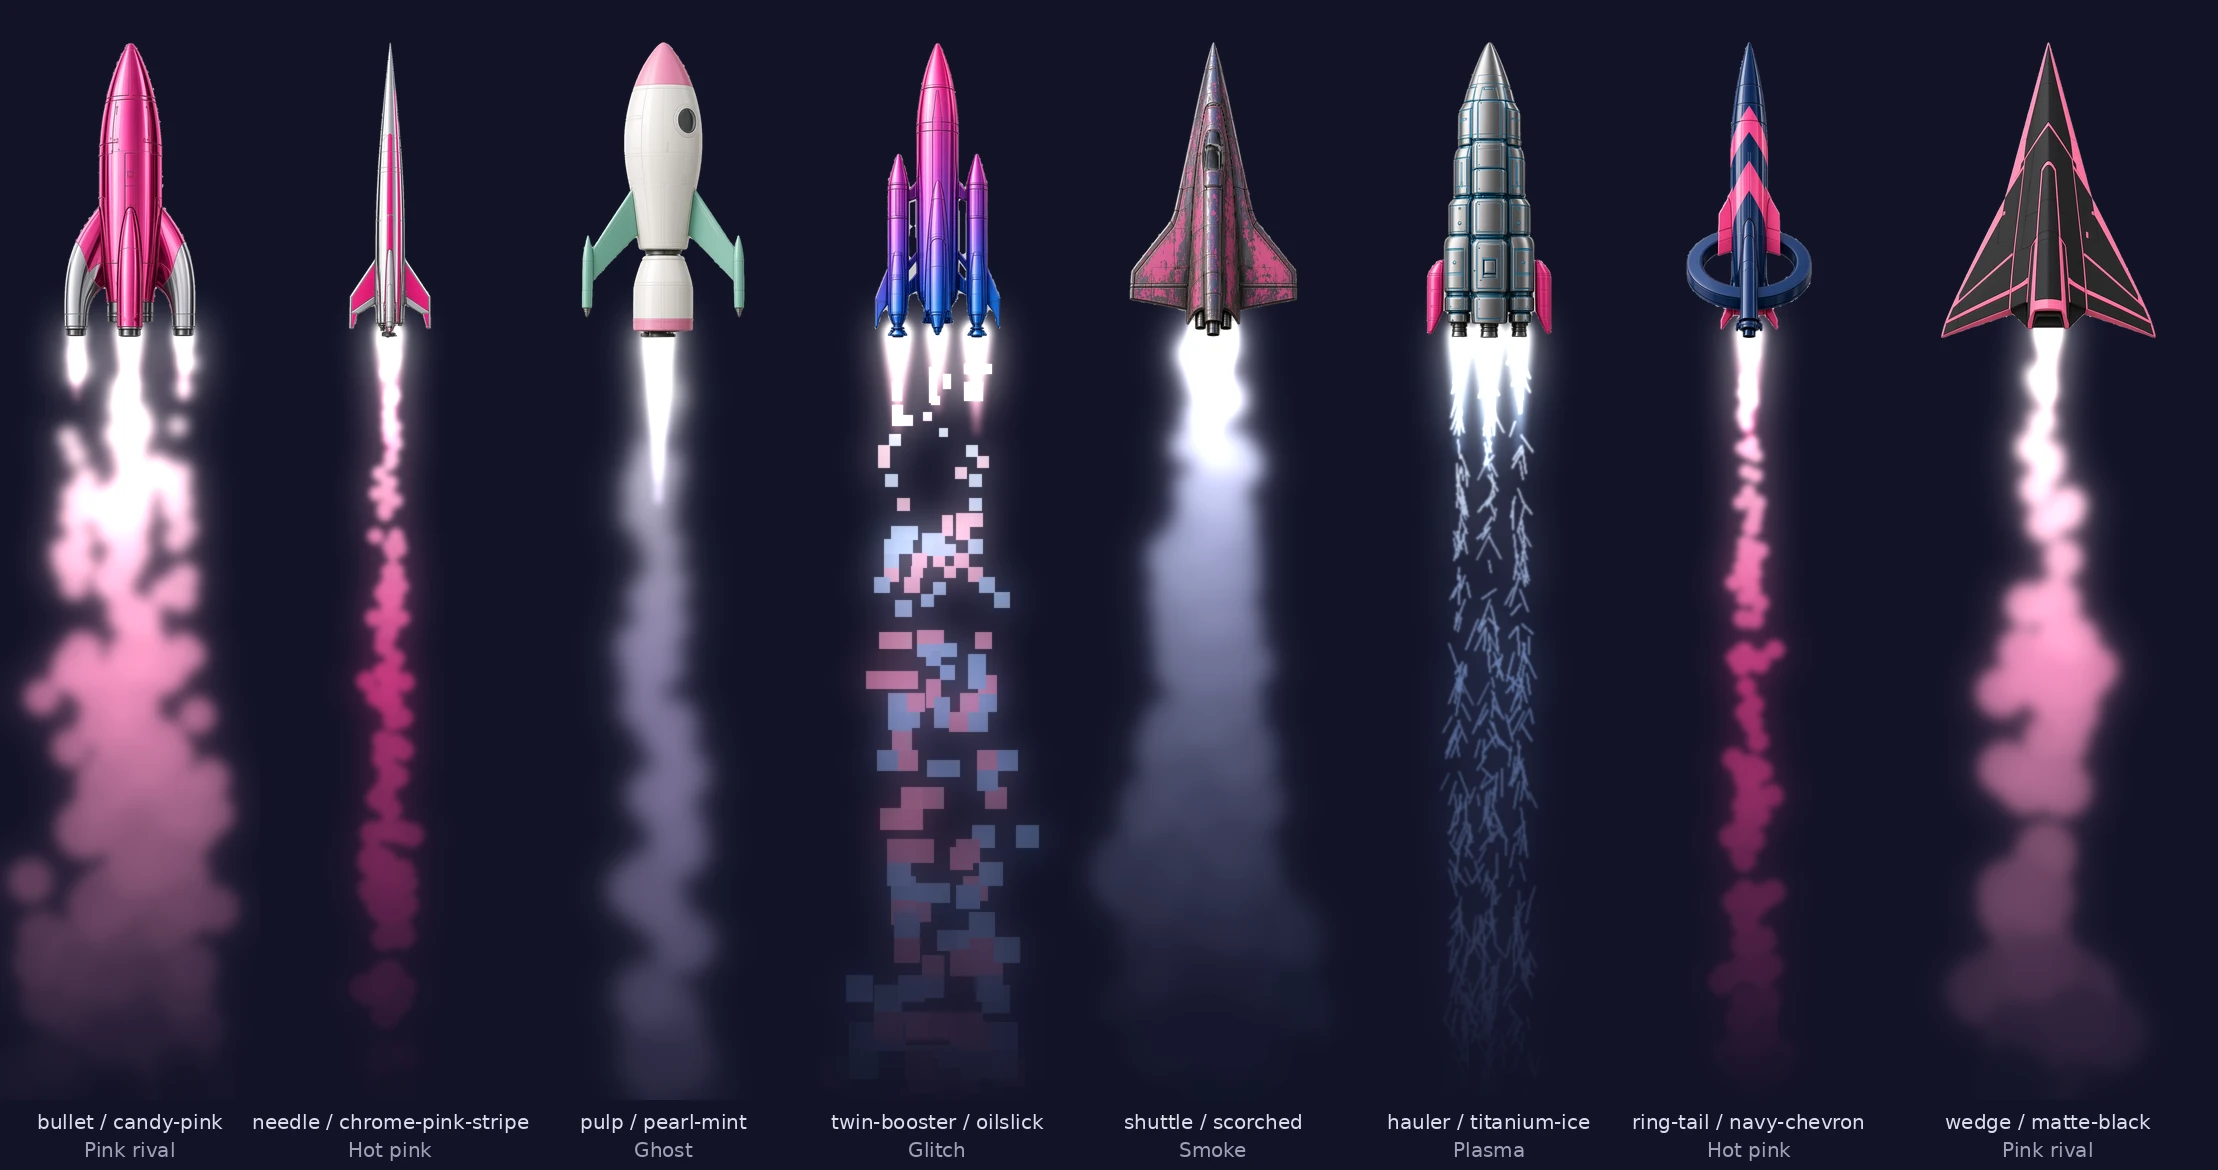 bullet / candy-pink
Pink rival
needle / chrome-pink-stripe
Hot pink
pulp / pearl-mint
Ghost
twin-booster / oilslick
Glitch
shuttle / scorched
Smoke
hauler / titanium-ice
Plasma
ring-tail / navy-chevron
Hot pink
wedge / matte-black
Pink rival